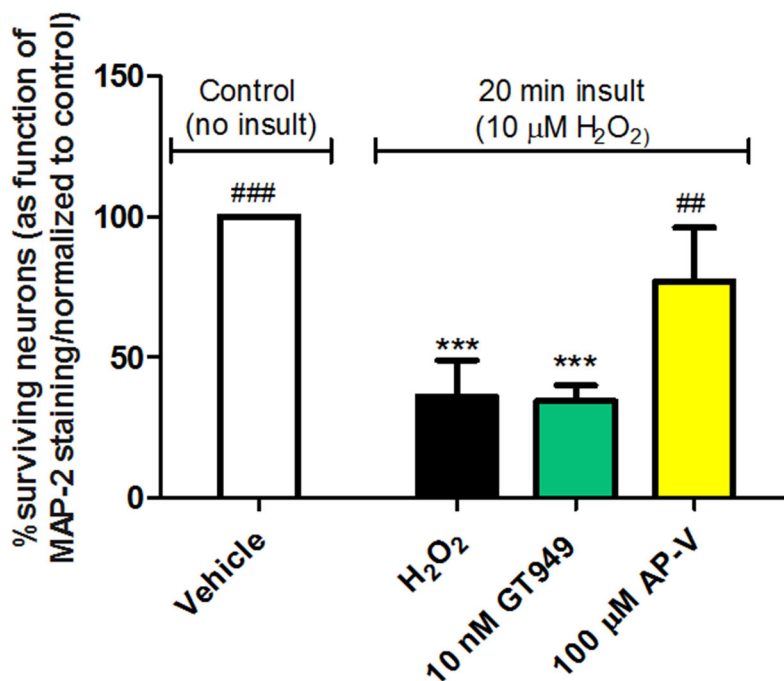 % surviving neurons (as function of
MAP-2 staining/normalized to control)
150
100
50
0
Control
(no insult)
20 min insult
(10 μM H₂O₂)
###
***
***
##
Vehicle
H₂O₂
10 nM GT949
100 μM AP-V